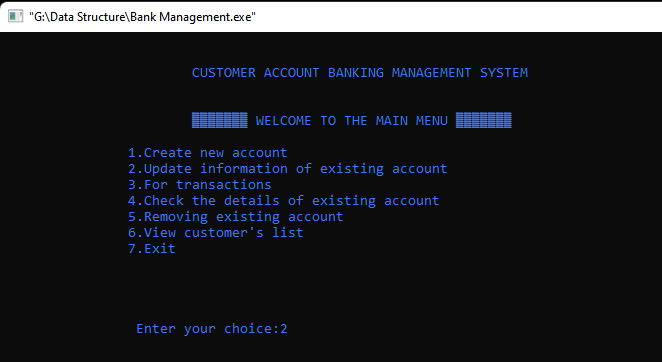 "G:\Data Structure\Bank Management.exe"
CUSTOMER ACCOUNT BANKING MANAGEMENT SYSTEM
▒▒▒▒▒▒▒ WELCOME TO THE MAIN MENU ▒▒▒▒▒▒▒
1.Create new account
2.Update information of existing account
3.For transactions
4.Check the details of existing account
5.Removing existing account
6.View customer's list
7.Exit
Enter your choice:2